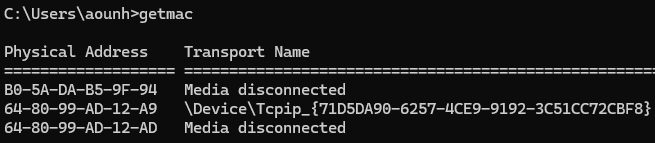 C:\Users\aounh>getmac
Physical Address    Transport Name
=================== ====================================================
B0-5A-DA-B5-9F-94   Media disconnected
64-80-99-AD-12-A9   \Device\Tcpip_{71D5DA90-6257-4CE9-9192-3C51CC72CBF8}
64-80-99-AD-12-AD   Media disconnected